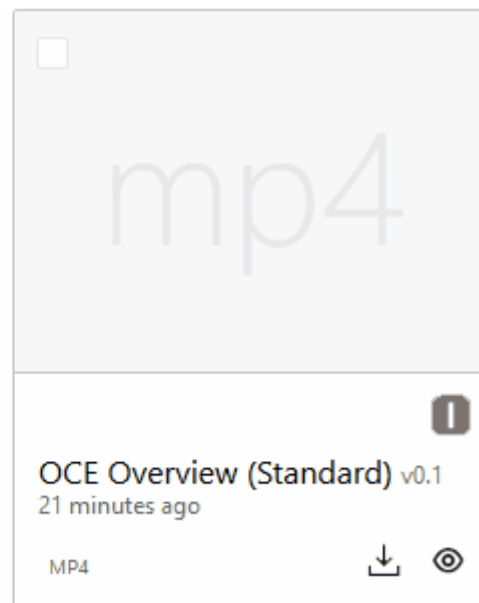 mp4
I
OCE Overview (Standard) v0.1
21 minutes ago
MP4